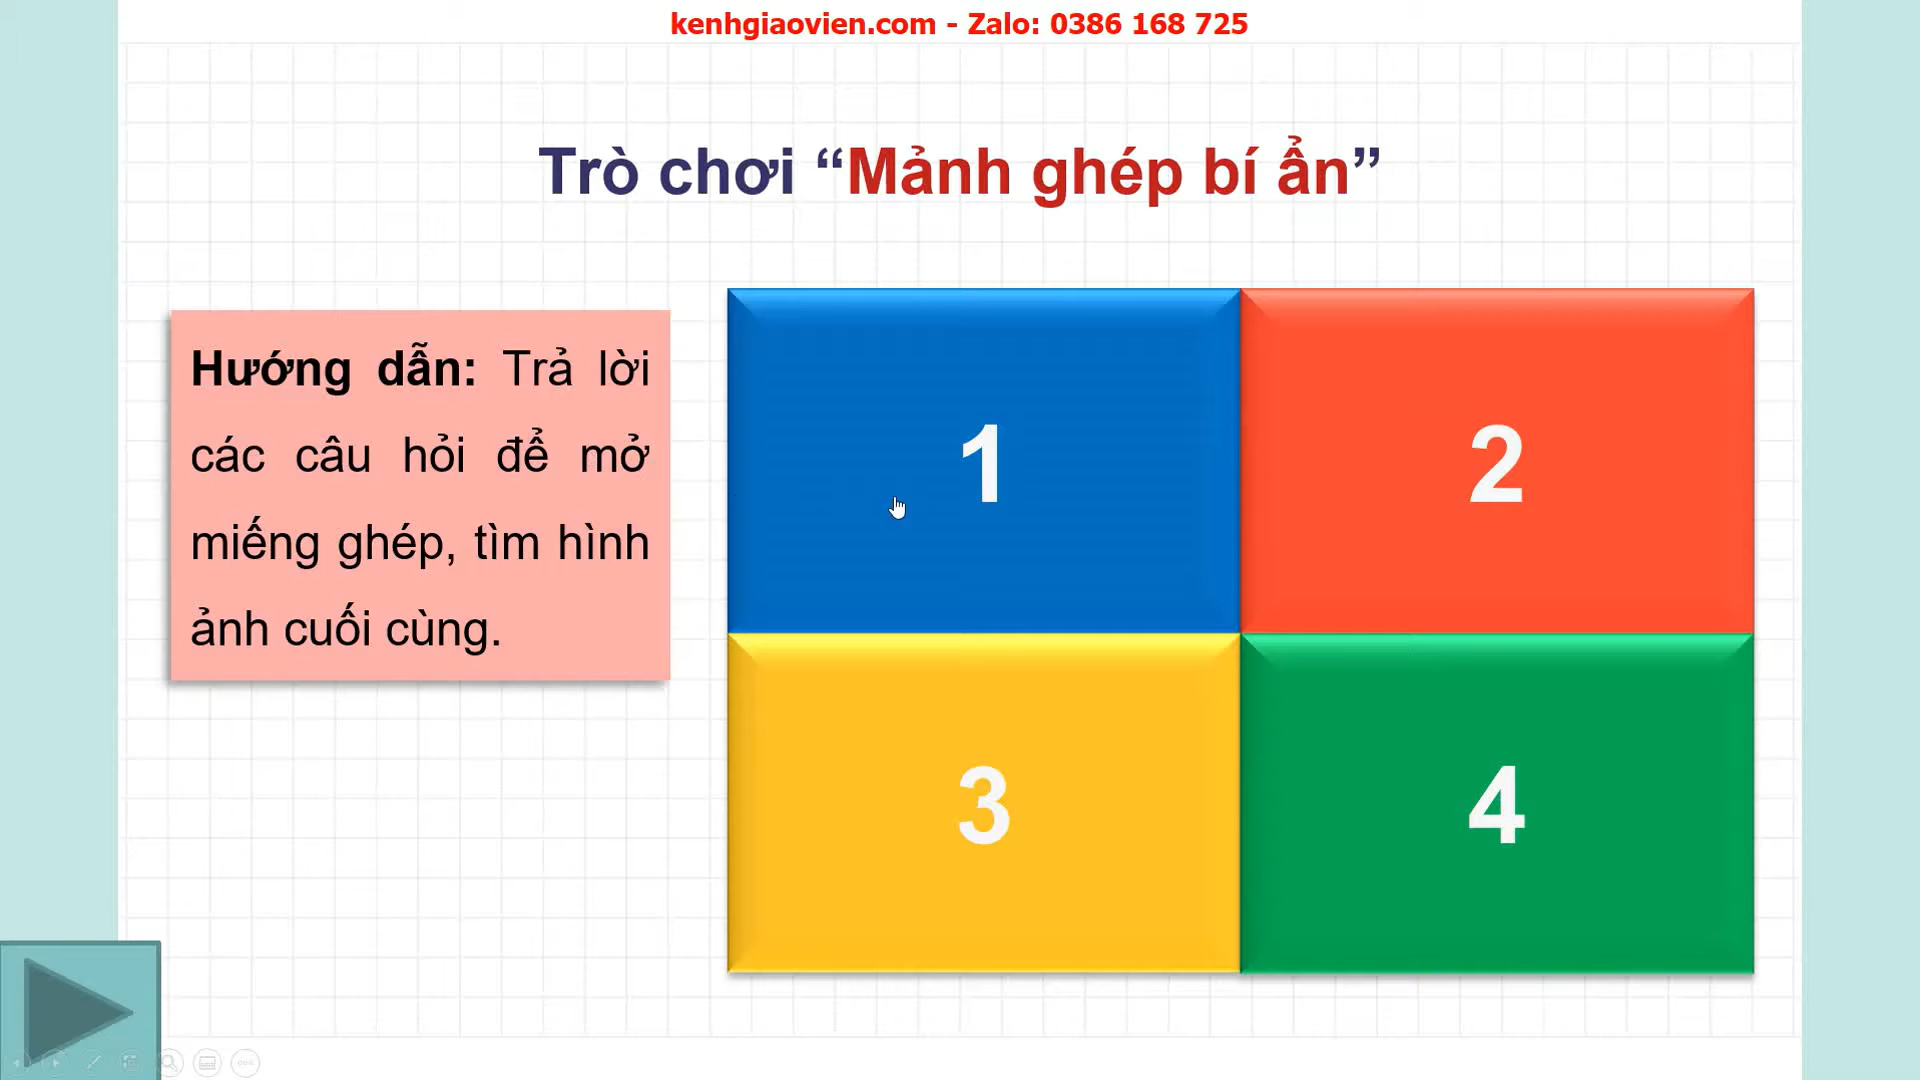 kenhgiaovien.com - Zalo: 0386 168 725
Trò chơi “Mảnh ghép bí ẩn”
Hướng dẫn: Trả lời
các câu hỏi để mở
miếng ghép, tìm hình
ảnh cuối cùng.
1
2
3
4